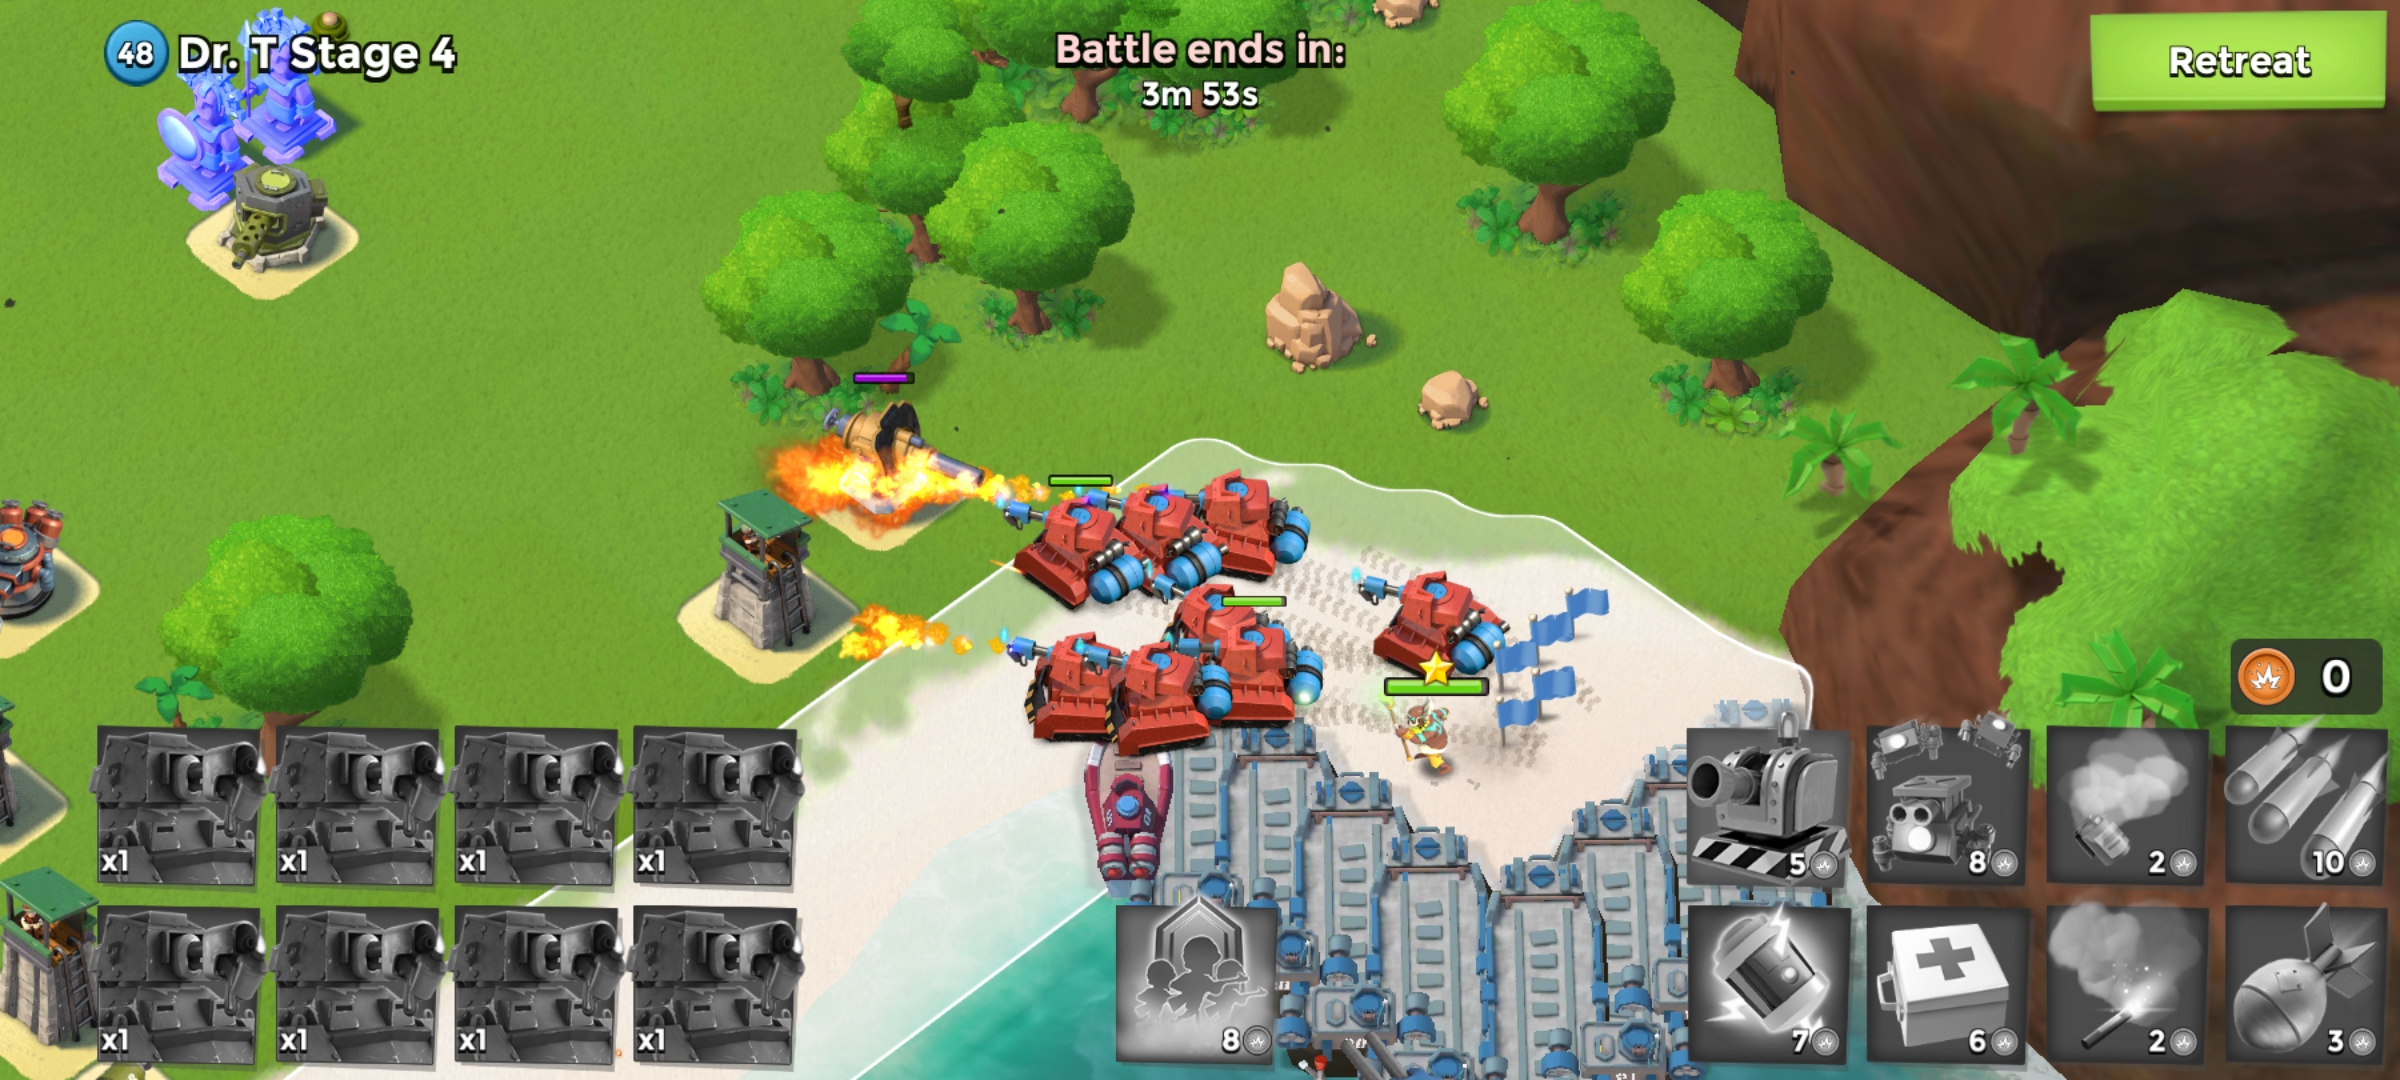 48 Dr. T Stage 4
Battle ends in:
3m 53s
Retreat
0
x1 x1 x1 x1
5 8 2 10
x1 x1 x1 x1
8 7 6 2 3